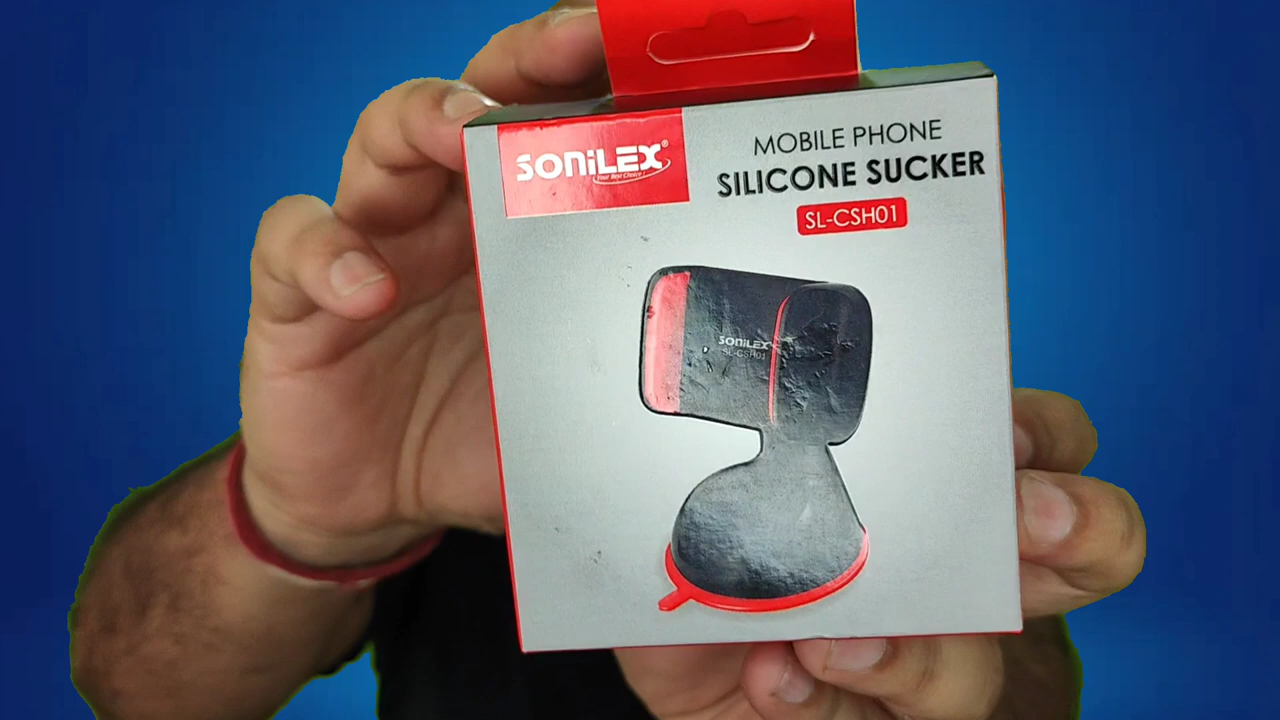 SONiLEX®
Your Best Choice !
MOBILE PHONE
SILICONE SUCKER
SL-CSH01
SONiLEX
SL-CSH01